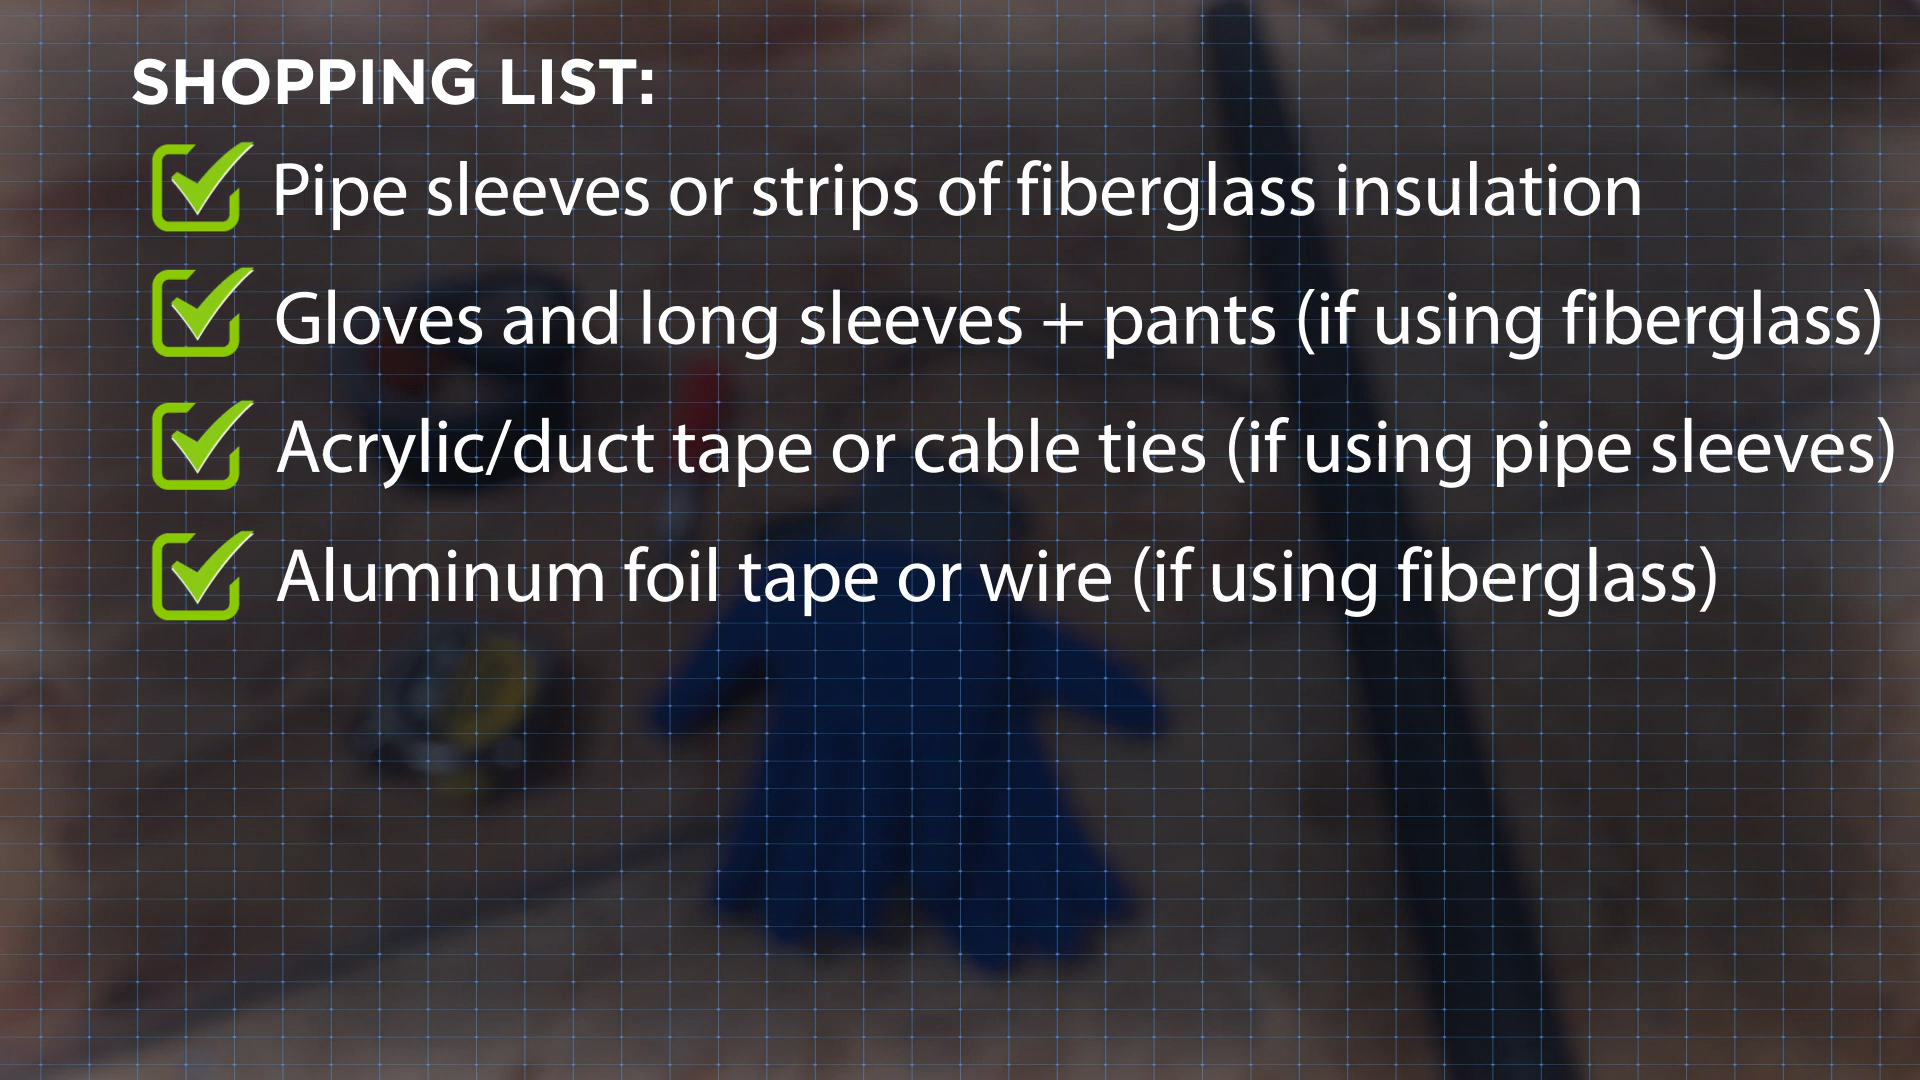 SHOPPING LIST:
Pipe sleeves or strips of fiberglass insulation
Gloves and long sleeves + pants (if using fiberglass)
Acrylic/duct tape or cable ties (if using pipe sleeves)
Aluminum foil tape or wire (if using fiberglass)